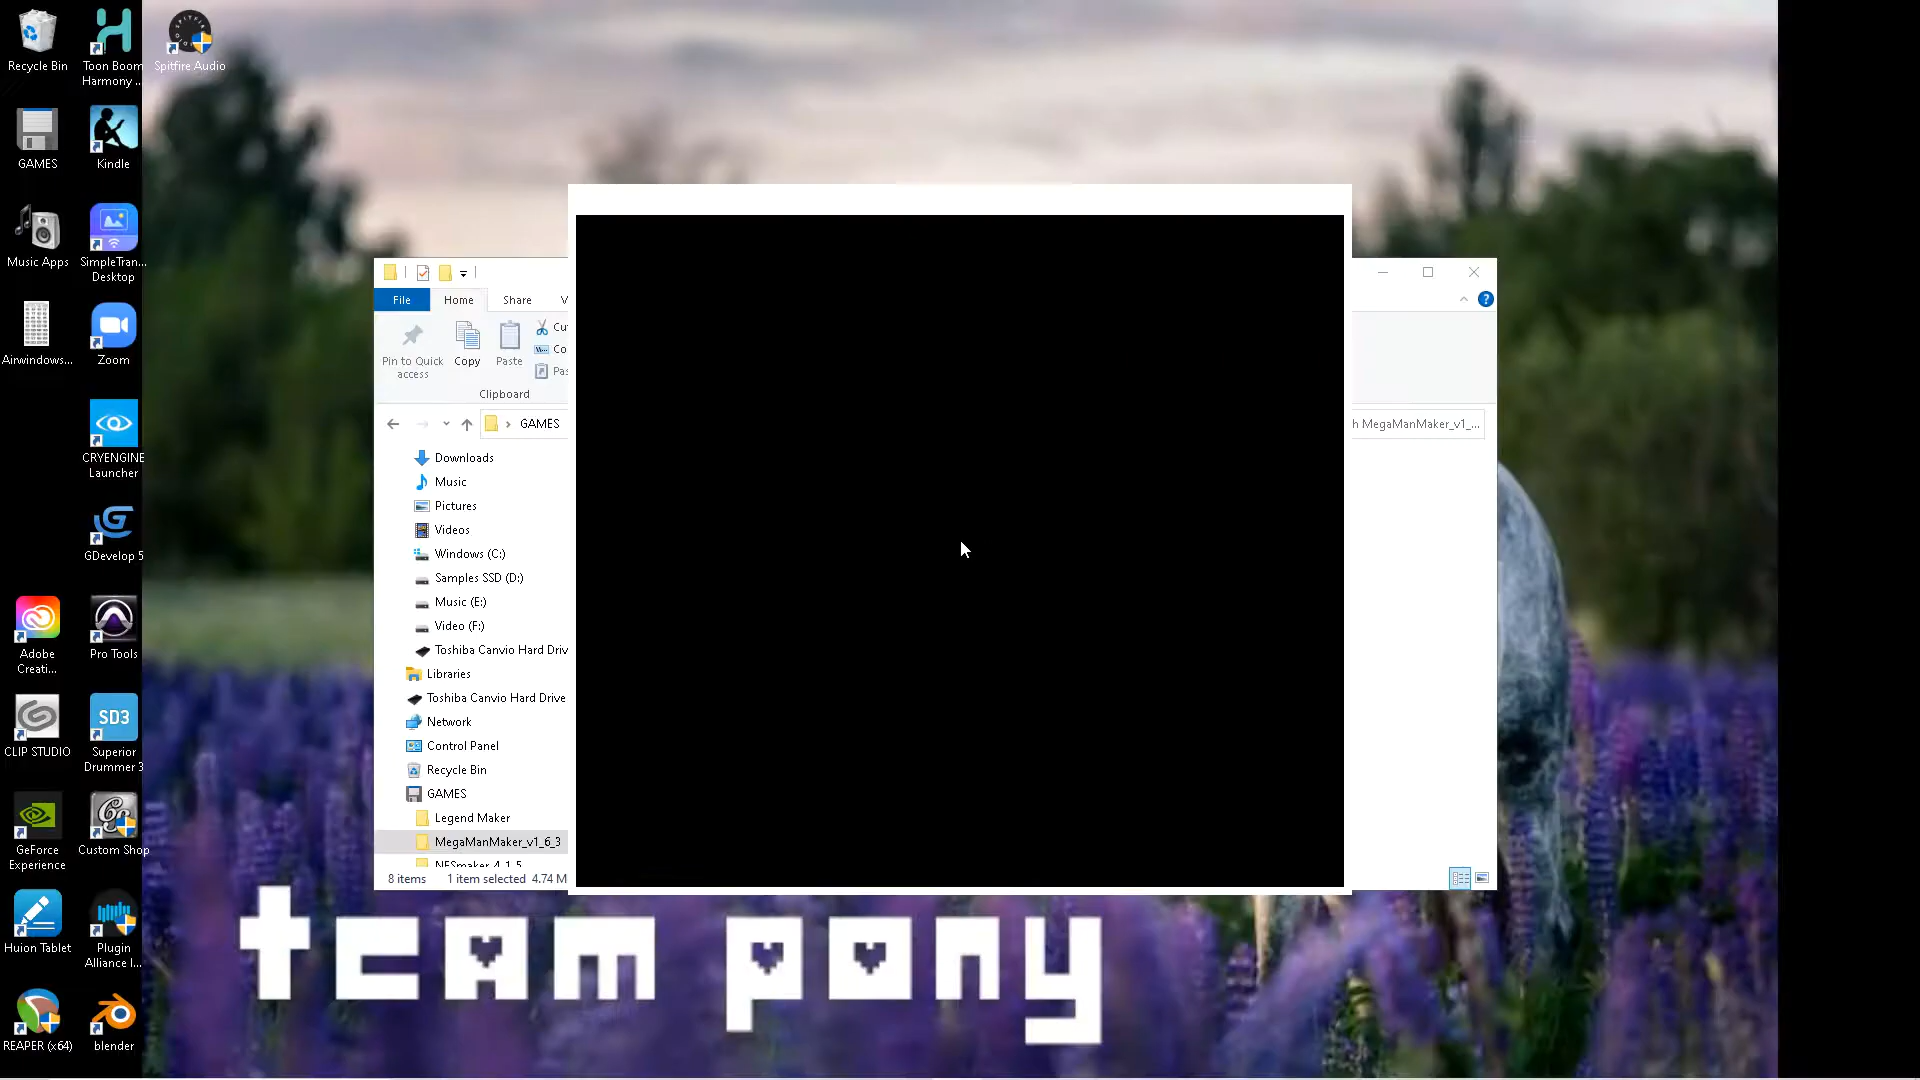 Recycle Bin
Toon Boom
Harmony ...
Spitfire Audio
GAMES
Kindle
Music Apps
SimpleTran...
Desktop
Airwindows...
Zoom
CRYENGINE
Launcher
GDevelop 5
Adobe
Creati...
Pro Tools
CLIP STUDIO
SD3
Superior
Drummer 3
GeForce
Experience
Custom Shop
Huion Tablet
Plugin
Alliance I...
REAPER (x64)
blender
File
Home
Share
V
Pin to Quick
access
Copy
Paste
Cu
Co
Pas
Clipboard
GAMES
h MegaManMaker_v1_...
Downloads
Music
Pictures
Videos
Windows (C:)
Samples SSD (D:)
Music (E:)
Video (F:)
Toshiba Canvio Hard Driv
Libraries
Toshiba Canvio Hard Drive
Network
Control Panel
Recycle Bin
GAMES
Legend Maker
MegaManMaker_v1_6_3
NESmaker_4_1_5
8 items
1 item selected 4.74 M
team pony